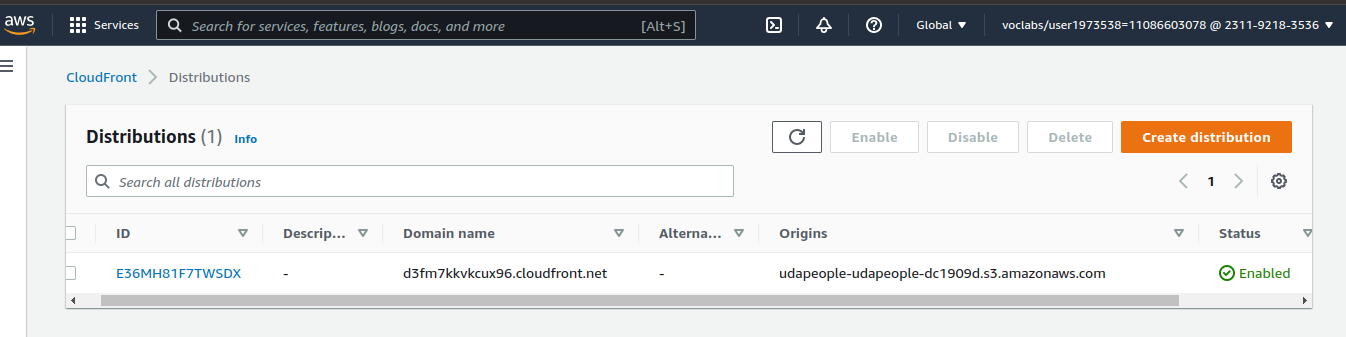 aws Services Search for services, features, blogs, docs, and more [Alt+S] Global voclabs/user1973538=11086603078 @ 2311-9218-3536
CloudFront Distributions
Distributions (1) Info Enable Disable Delete Create distribution
Search all distributions 1
ID Descrip... Domain name Alterna... Origins Status
E36MH81F7TWSDX - d3fm7kkvkcux96.cloudfront.net - udapeople-udapeople-dc1909d.s3.amazonaws.com Enabled